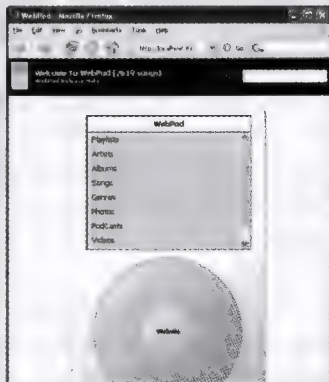 WebPod - Mozilla Firefox
File Edit View Go Bookmarks Tools Help
Go
Welcome to WebPod
WebPod
Playlists
Artists
Albums
Songs
Genres
Photos
PodCasts
Videos